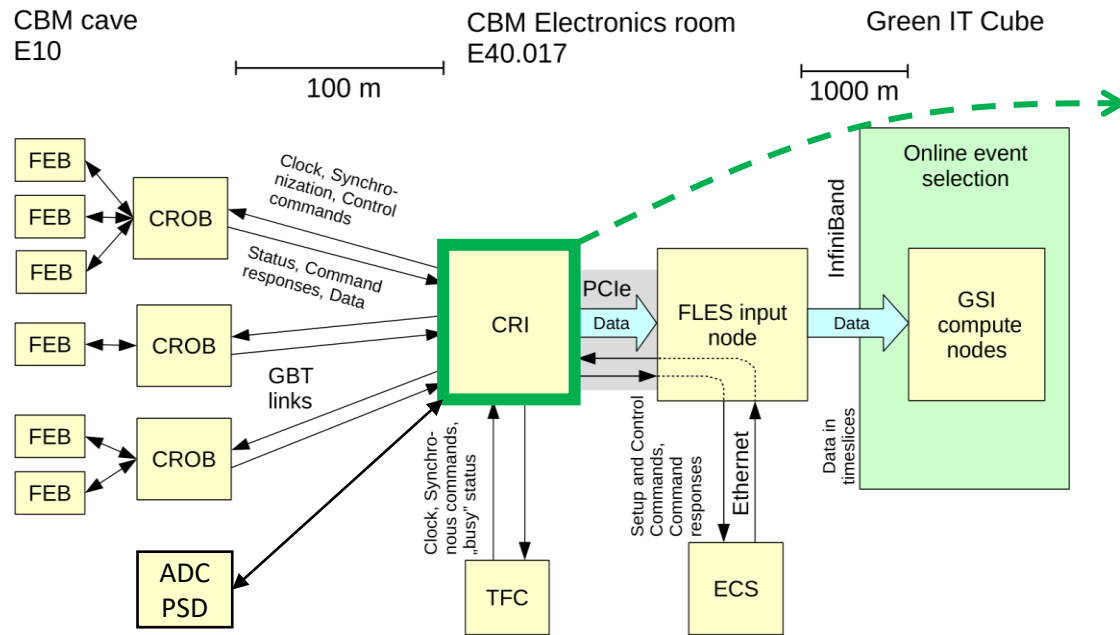 CBM cave
E10
CBM Electronics room
E40.017
Green IT Cube
100 m
1000 m
FEB
FEB
FEB
CROB
Clock, Synchro-
nization, Control
commands
Status, Command
responses, Data
FEB
CROB
GBT
links
FEB
FEB
CROB
ADC
PSD
CRI
PCIe
Data
FLES input
node
InfiniBand
Data
Online event
selection
GSI
compute
nodes
Data in
timeslices
Clock, Synchro-
nous commands,
„busy” status
TFC
Setup and Control
Commands,
Command
responses
Ethernet
ECS